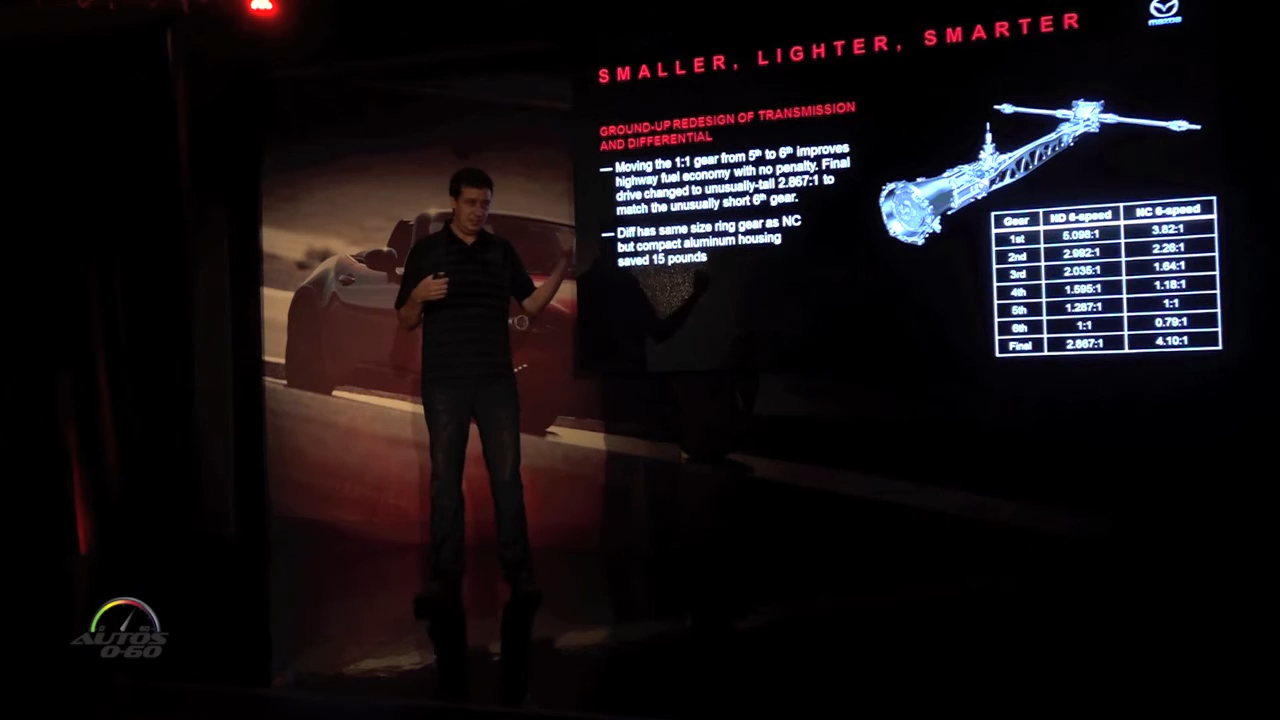 mazda
SMALLER, LIGHTER, SMARTER
GROUND-UP REDESIGN OF TRANSMISSION
AND DIFFERENTIAL
— Moving the 1:1 gear from 5th to 6th improves
highway fuel economy with no penalty. Final
drive changed to unusually-tall 2.867:1 to
match the unusually short 6th gear.
— Diff has same size ring gear as NC
but compact aluminum housing
saved 15 pounds
Gear ND 6-speed NC 6-speed
1st 5.098:1 3.82:1
2nd 2.992:1 2.26:1
3rd 2.035:1 1.64:1
4th 1.595:1 1.18:1
5th 1.267:1 1:1
6th 1:1 0.79:1
Final 2.867:1 4.10:1
AUTOS
0-60